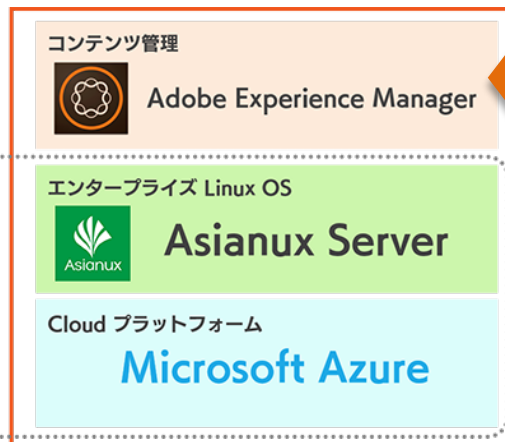 コンテンツ管理
Adobe Experience Manager
エンタープライズ Linux OS
Asianux
Asianux Server
Cloud プラットフォーム
Microsoft Azure